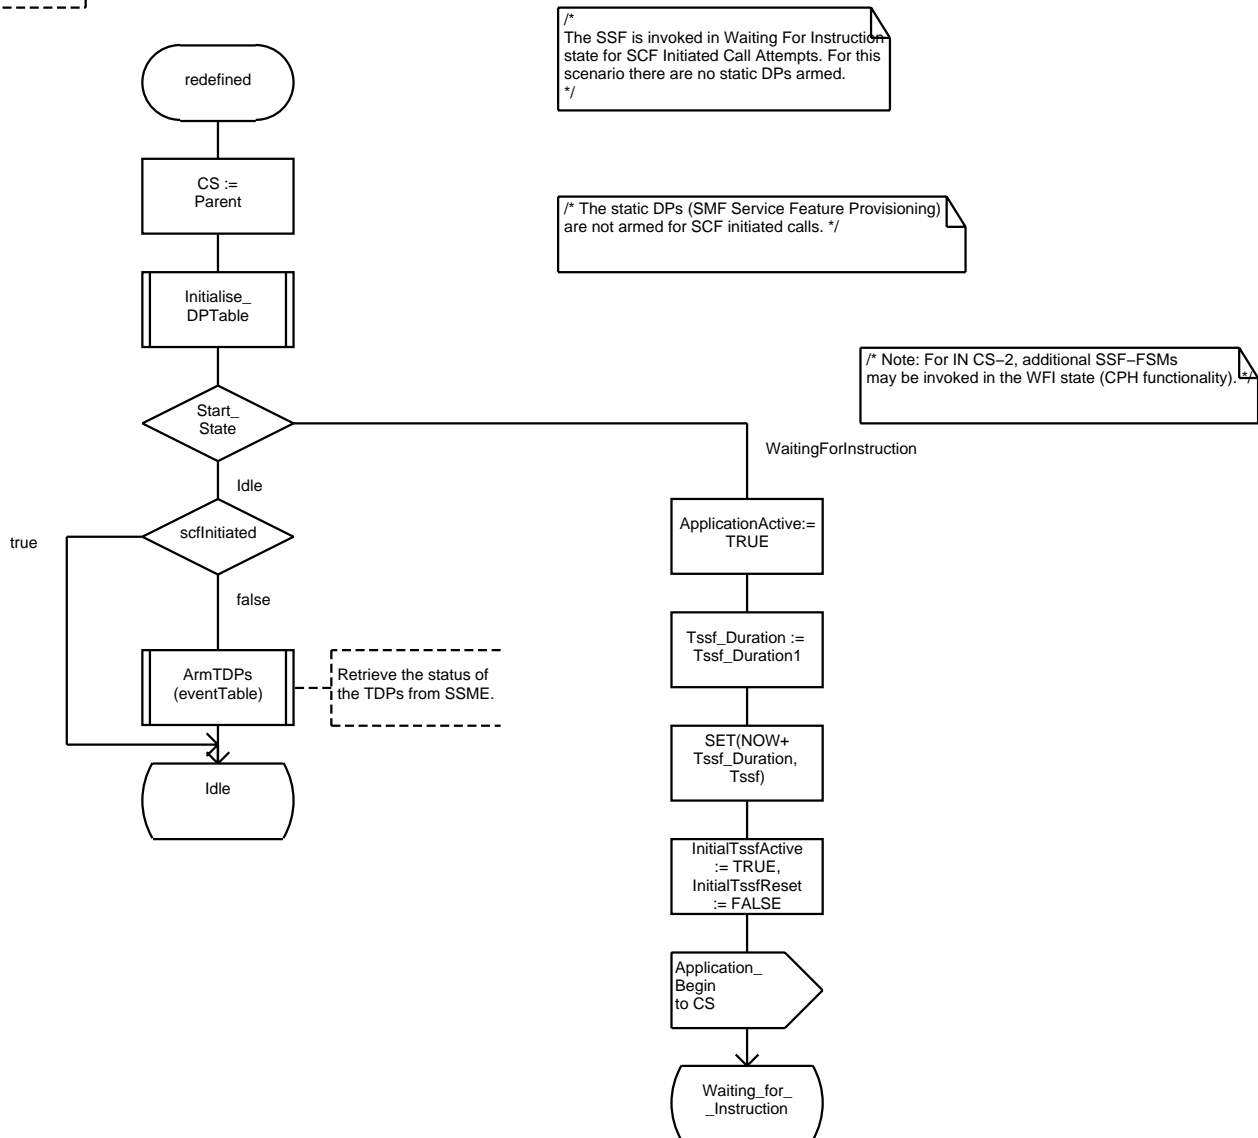 /*
The SSF is invoked in Waiting For Instruction
state for SCF Initiated Call Attempts. For this
scenario there are no static DPs armed.
*/
redefined
CS :=
Parent
/* The static DPs (SMF Service Feature Provisioning)
are not armed for SCF initiated calls. */
Initialise_
DPTable
/* Note: For IN CS−2, additional SSF−FSMs
may be invoked in the WFI state (CPH functionality). */
Start_
State
WaitingForInstruction
Idle
scfInitiated
true
false
ApplicationActive:=
TRUE
Tssf_Duration :=
Tssf_Duration1
ArmTDPs
(eventTable)
Retrieve the status of
the TDPs from SSME.
SET(NOW+
Tssf_Duration,
Tssf)
Idle
InitialTssfActive
:= TRUE,
InitialTssfReset
:= FALSE
Application_
Begin
to CS
Waiting_for_
_Instruction